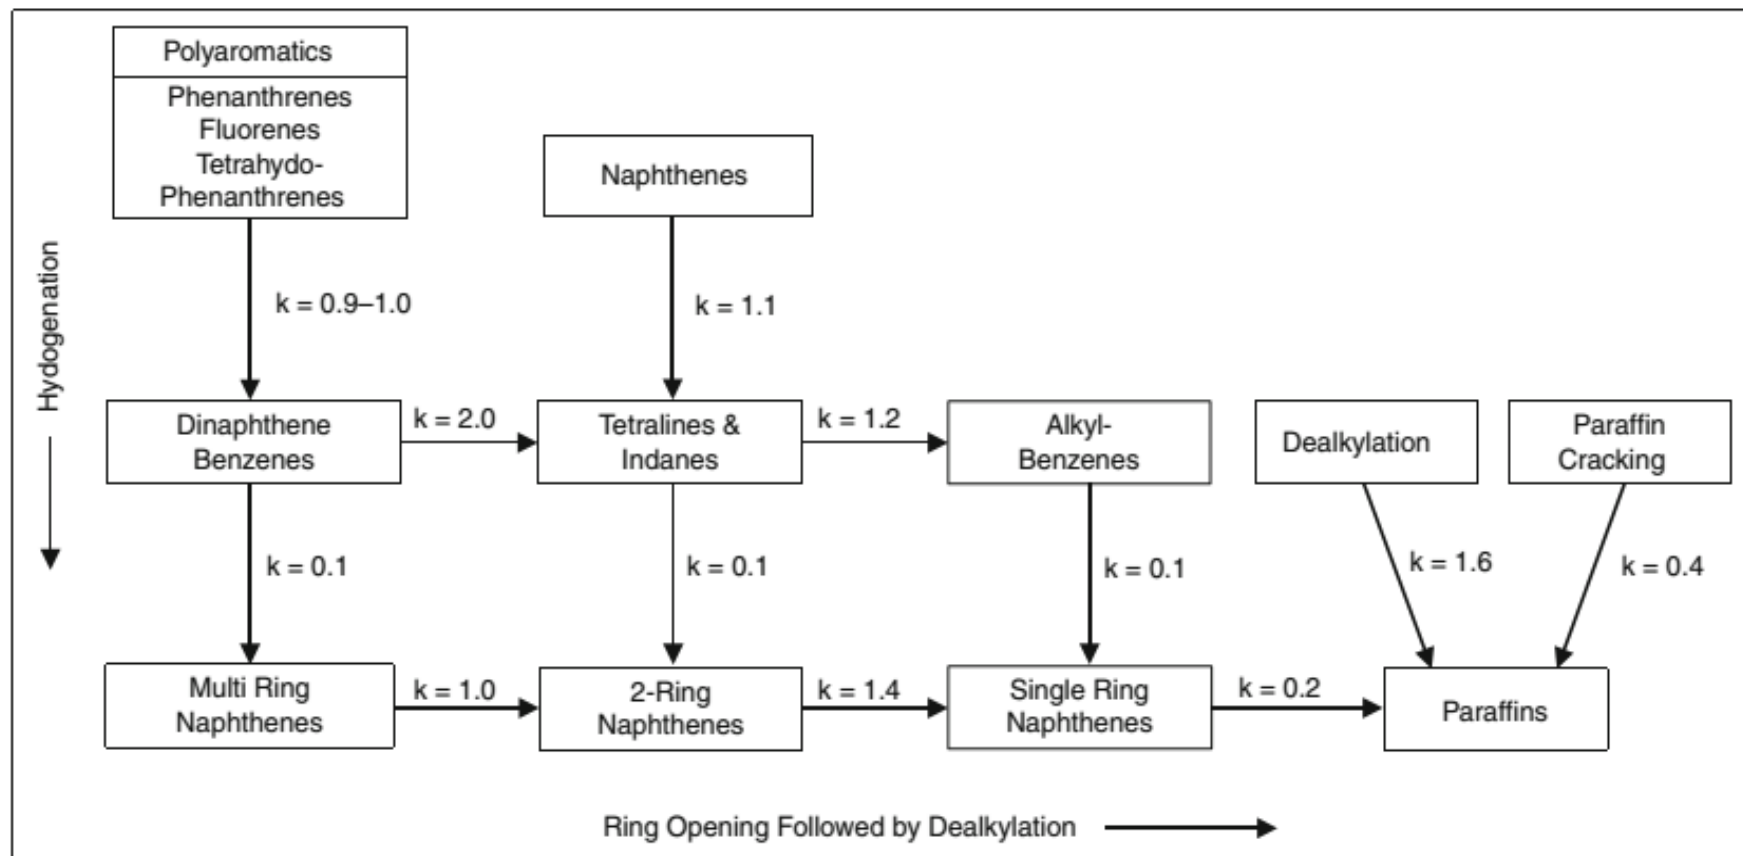 Polyaromatics
Phenanthrenes
Fluorenes
Tetrahydo-
Phenanthrenes
Naphthenes
Hydogenation
k = 0.9–1.0
k = 1.1
Dinaphthene
Benzenes
k = 2.0
Tetralines &
Indanes
k = 1.2
Alkyl-
Benzenes
Dealkylation
Paraffin
Cracking
k = 0.1
k = 0.1
k = 0.1
k = 1.6
k = 0.4
Multi Ring
Naphthenes
k = 1.0
2-Ring
Naphthenes
k = 1.4
Single Ring
Naphthenes
k = 0.2
Paraffins
Ring Opening Followed by Dealkylation